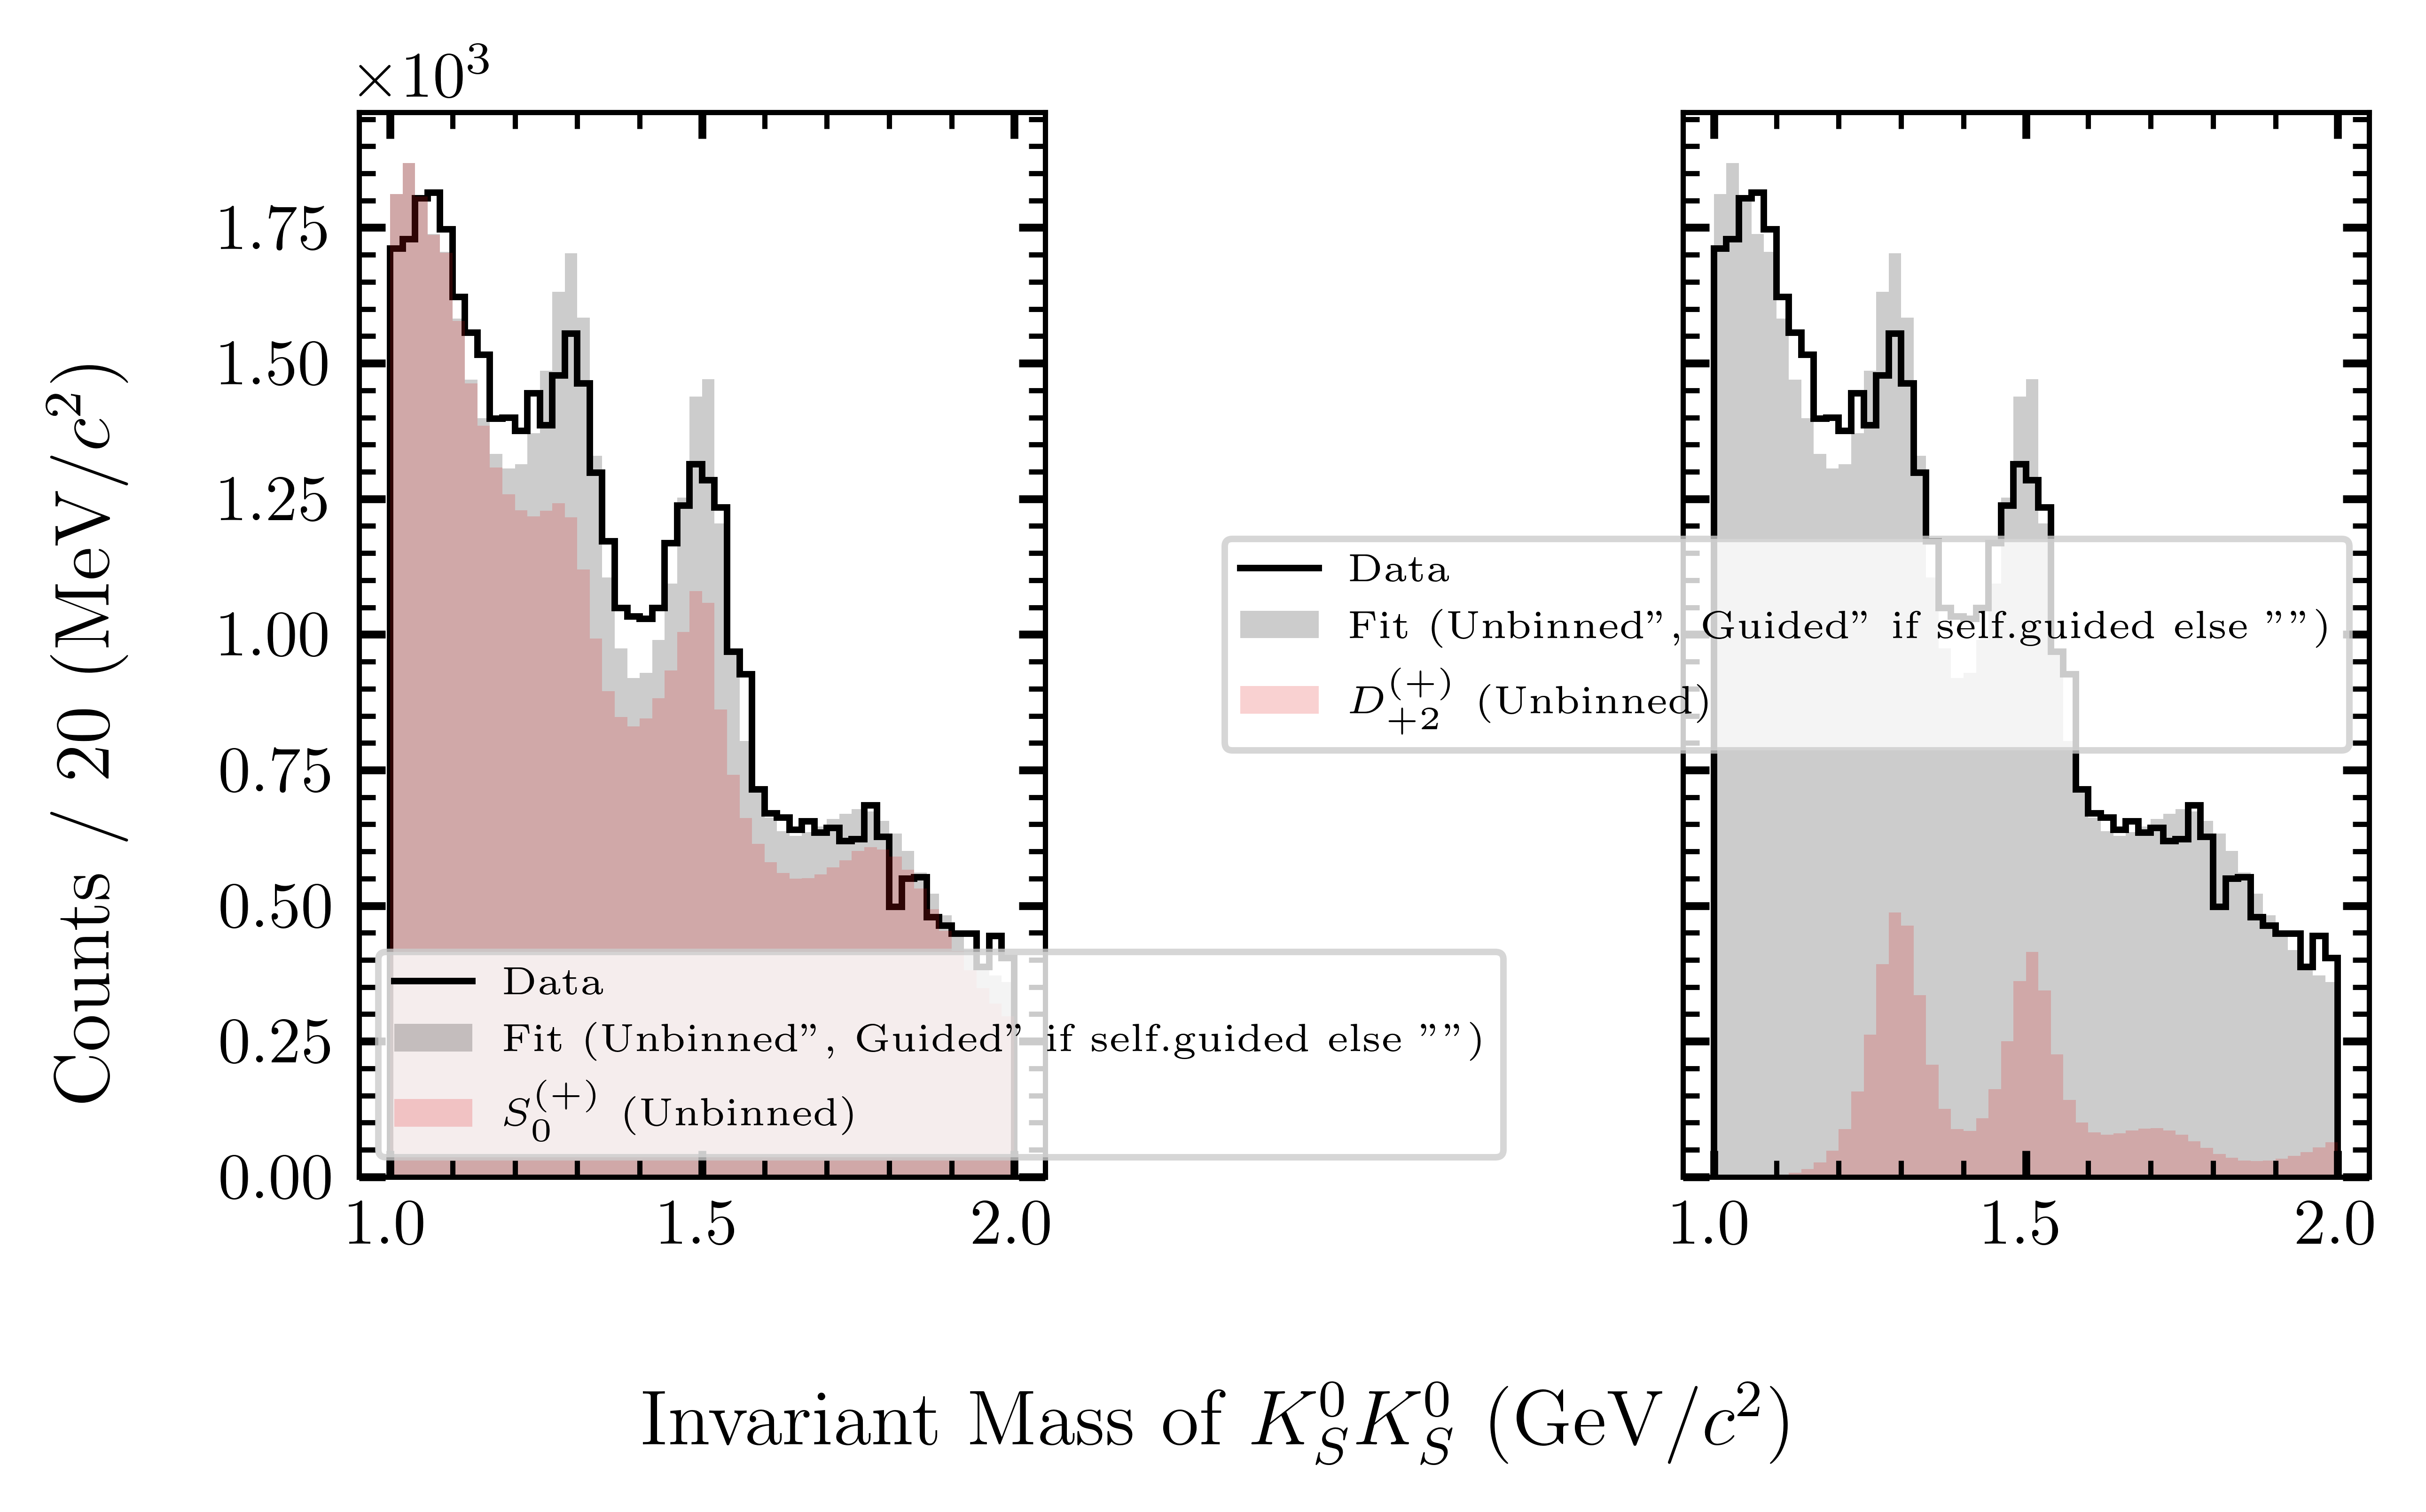 ×10³
1.75
1.50
1.25
1.00
0.75
0.50
0.25
0.00
Counts / 20 (MeV/c²)
Data
Fit (Unbinned”, Guided” if self.guided else ””)
S₀⁽⁺⁾ (Unbinned)
1.0 1.5 2.0
Data
Fit (Unbinned”, Guided” if self.guided else ””)
D₊₂⁽⁺⁾ (Unbinned)
1.0 1.5 2.0
Invariant Mass of K_S^0K_S^0 (GeV/c²)